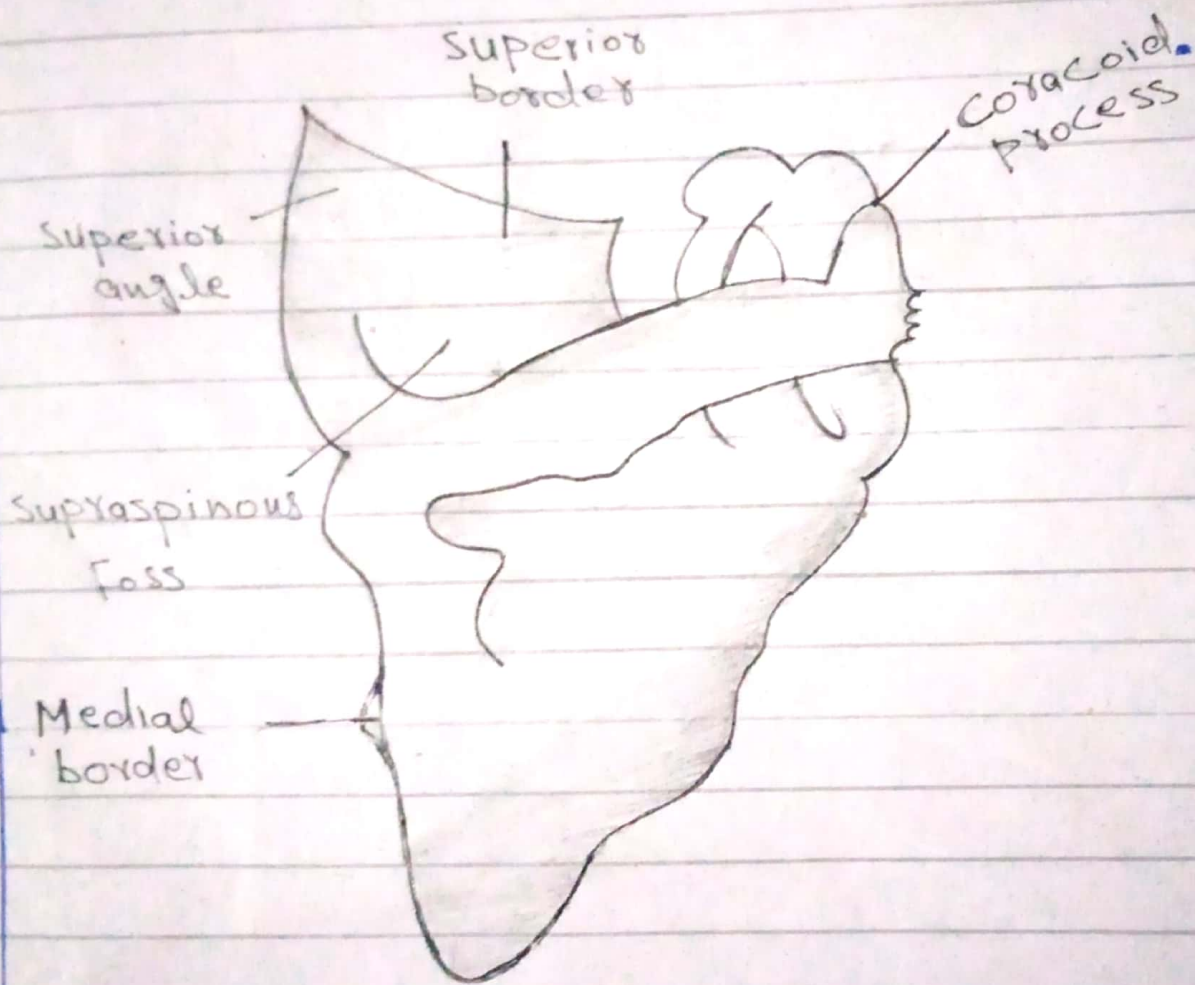 Superior
border
Coracoid.
process
Superior
angle
Supraspinous
Foss
Medial
border